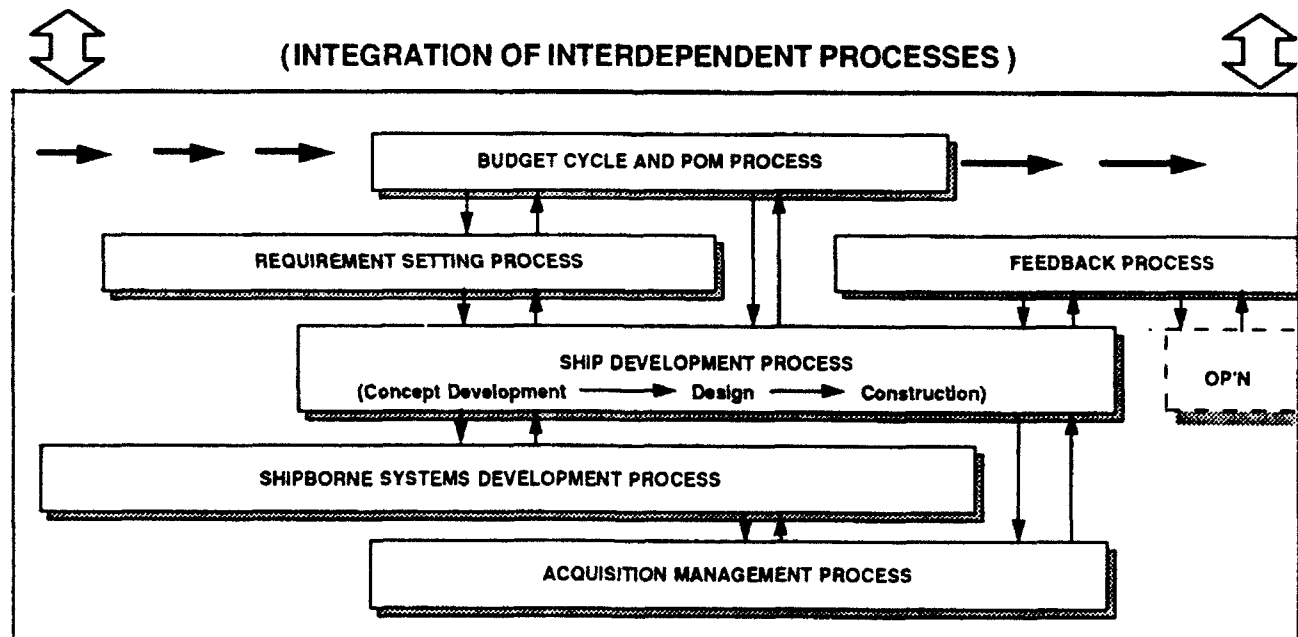 (INTEGRATION OF INTERDEPENDENT PROCESSES )
BUDGET CYCLE AND POM PROCESS
REQUIREMENT SETTING PROCESS
FEEDBACK PROCESS
SHIP DEVELOPMENT PROCESS
(Concept Development Design Construction)
OP'N
SHIPBORNE SYSTEMS DEVELOPMENT PROCESS
ACQUISITION MANAGEMENT PROCESS